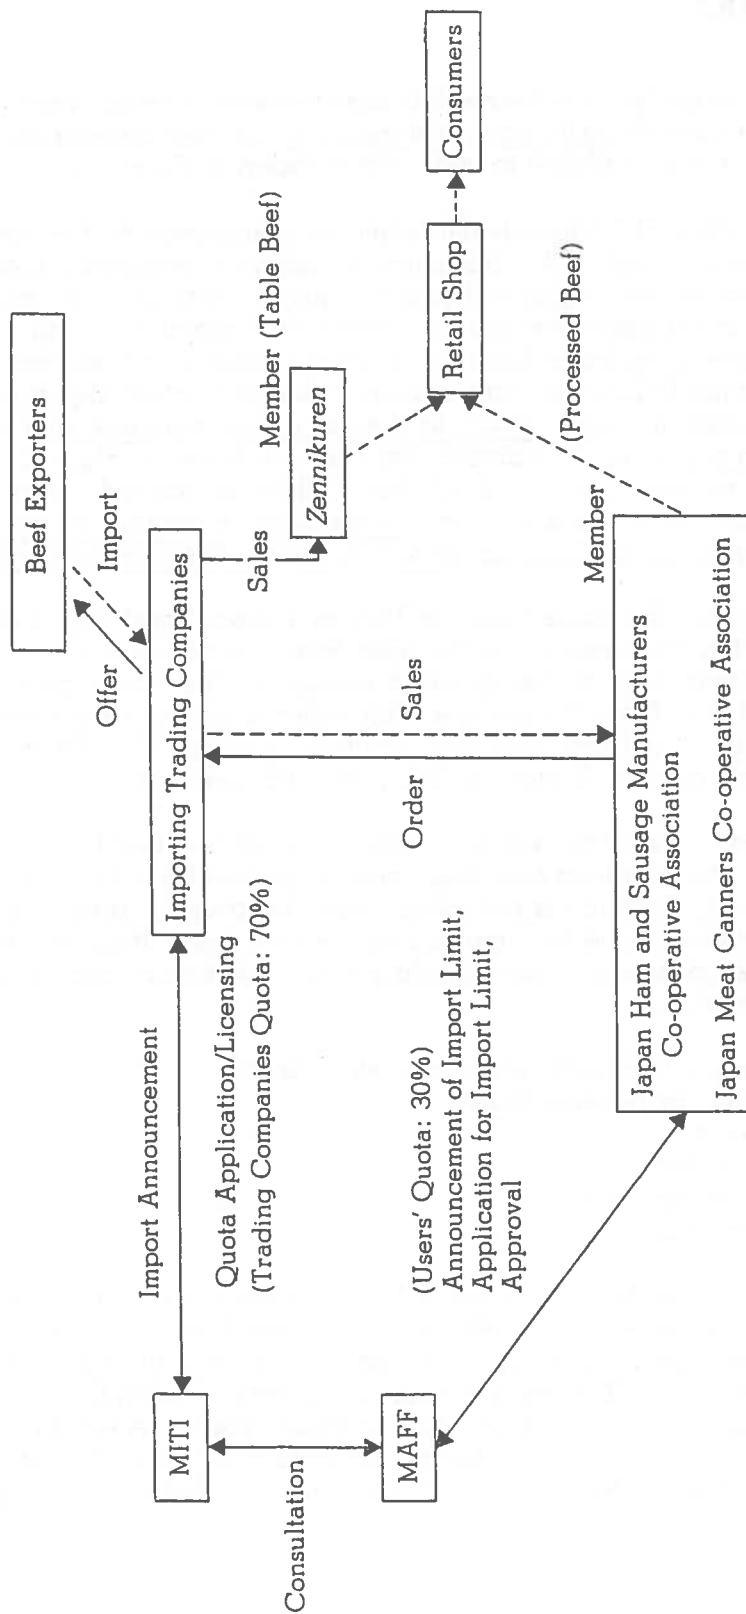 Beef Exporters
Offer
Import
Import Announcement
MITI
Importing Trading Companies
Quota Application/Licensing
(Trading Companies Quota: 70%)
Sales
Zennikuren
Member (Table Beef)
Consultation
Order
Sales
Retail Shop
Consumers
MAFF
(Users' Quota: 30%)
Announcement of Import Limit,
Application for Import Limit,
Approval
Member
(Processed Beef)
Japan Ham and Sausage Manufacturers
Co-operative Association
Japan Meat Canners Co-operative Association